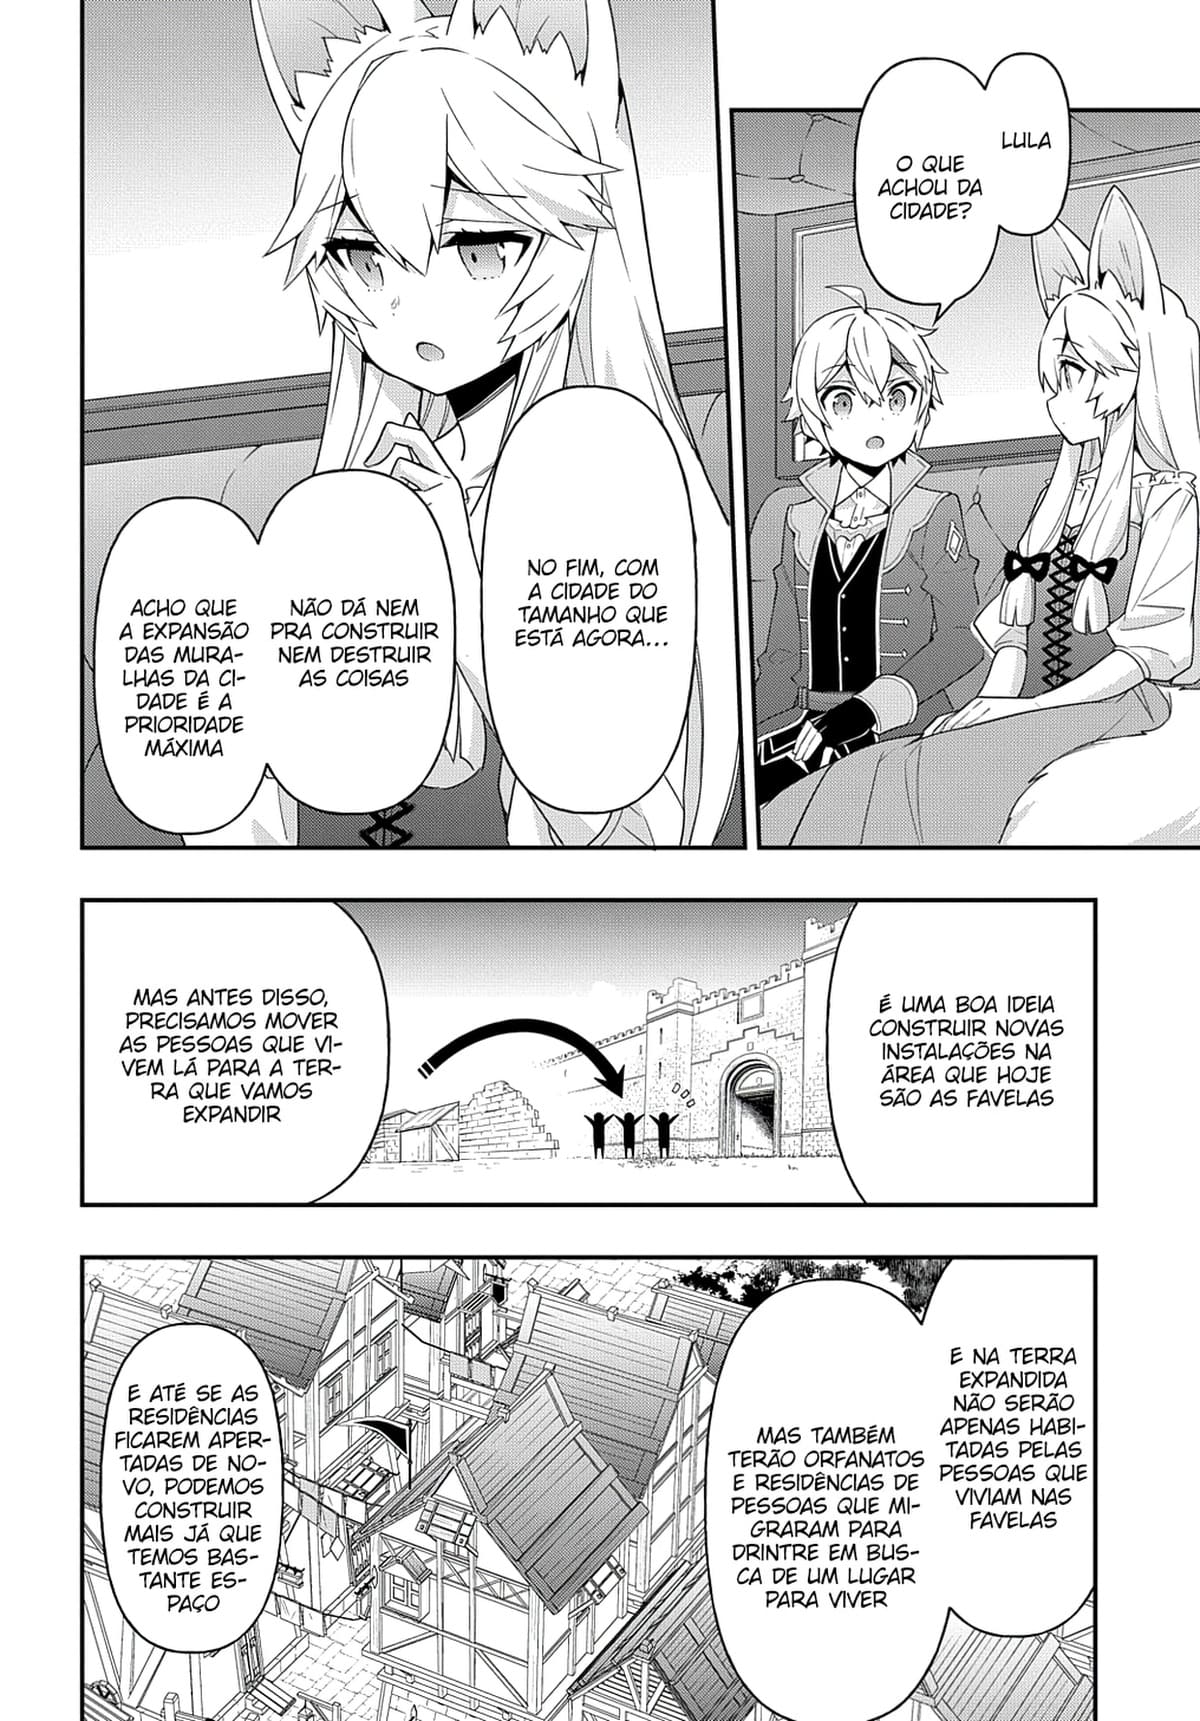 LULA
O QUE
ACHOU DA
CIDADE?
NO FIM, COM
A CIDADE DO
TAMANHO QUE
ESTÁ AGORA...
NÃO DÁ NEM
PRA CONSTRUIR
NEM DESTRUIR
AS COISAS
ACHO QUE
A EXPANSÃO
DAS MURA-
LHAS DA CI-
DADE É A
PRIORIDADE
MÁXIMA
É UMA BOA IDEIA
CONSTRUIR NOVAS
INSTALAÇÕES NA
ÁREA QUE HOJE
SÃO AS FAVELAS
MAS ANTES DISSO,
PRECISAMOS MOVER
AS PESSOAS QUE VI-
VEM LÁ PARA A TER-
RA QUE VAMOS
EXPANDIR
E NA TERRA
EXPANDIDA
NÃO SERÃO
APENAS HABI-
TADAS PELAS
PESSOAS QUE
VIVIAM NAS
FAVELAS
MAS TAMBÉM
TERÃO ORFANATOS
E RESIDÊNCIAS DE
PESSOAS QUE MI-
GRARAM PARA
DRINTRE EM BUS-
CA DE UM LUGAR
PARA VIVER
E ATÉ SE AS
RESIDÊNCIAS
FICAREM APER-
TADAS DE NO-
VO, PODEMOS
CONSTRUIR
MAIS JÁ QUE
TEMOS BAS-
TANTE ES-
PAÇO